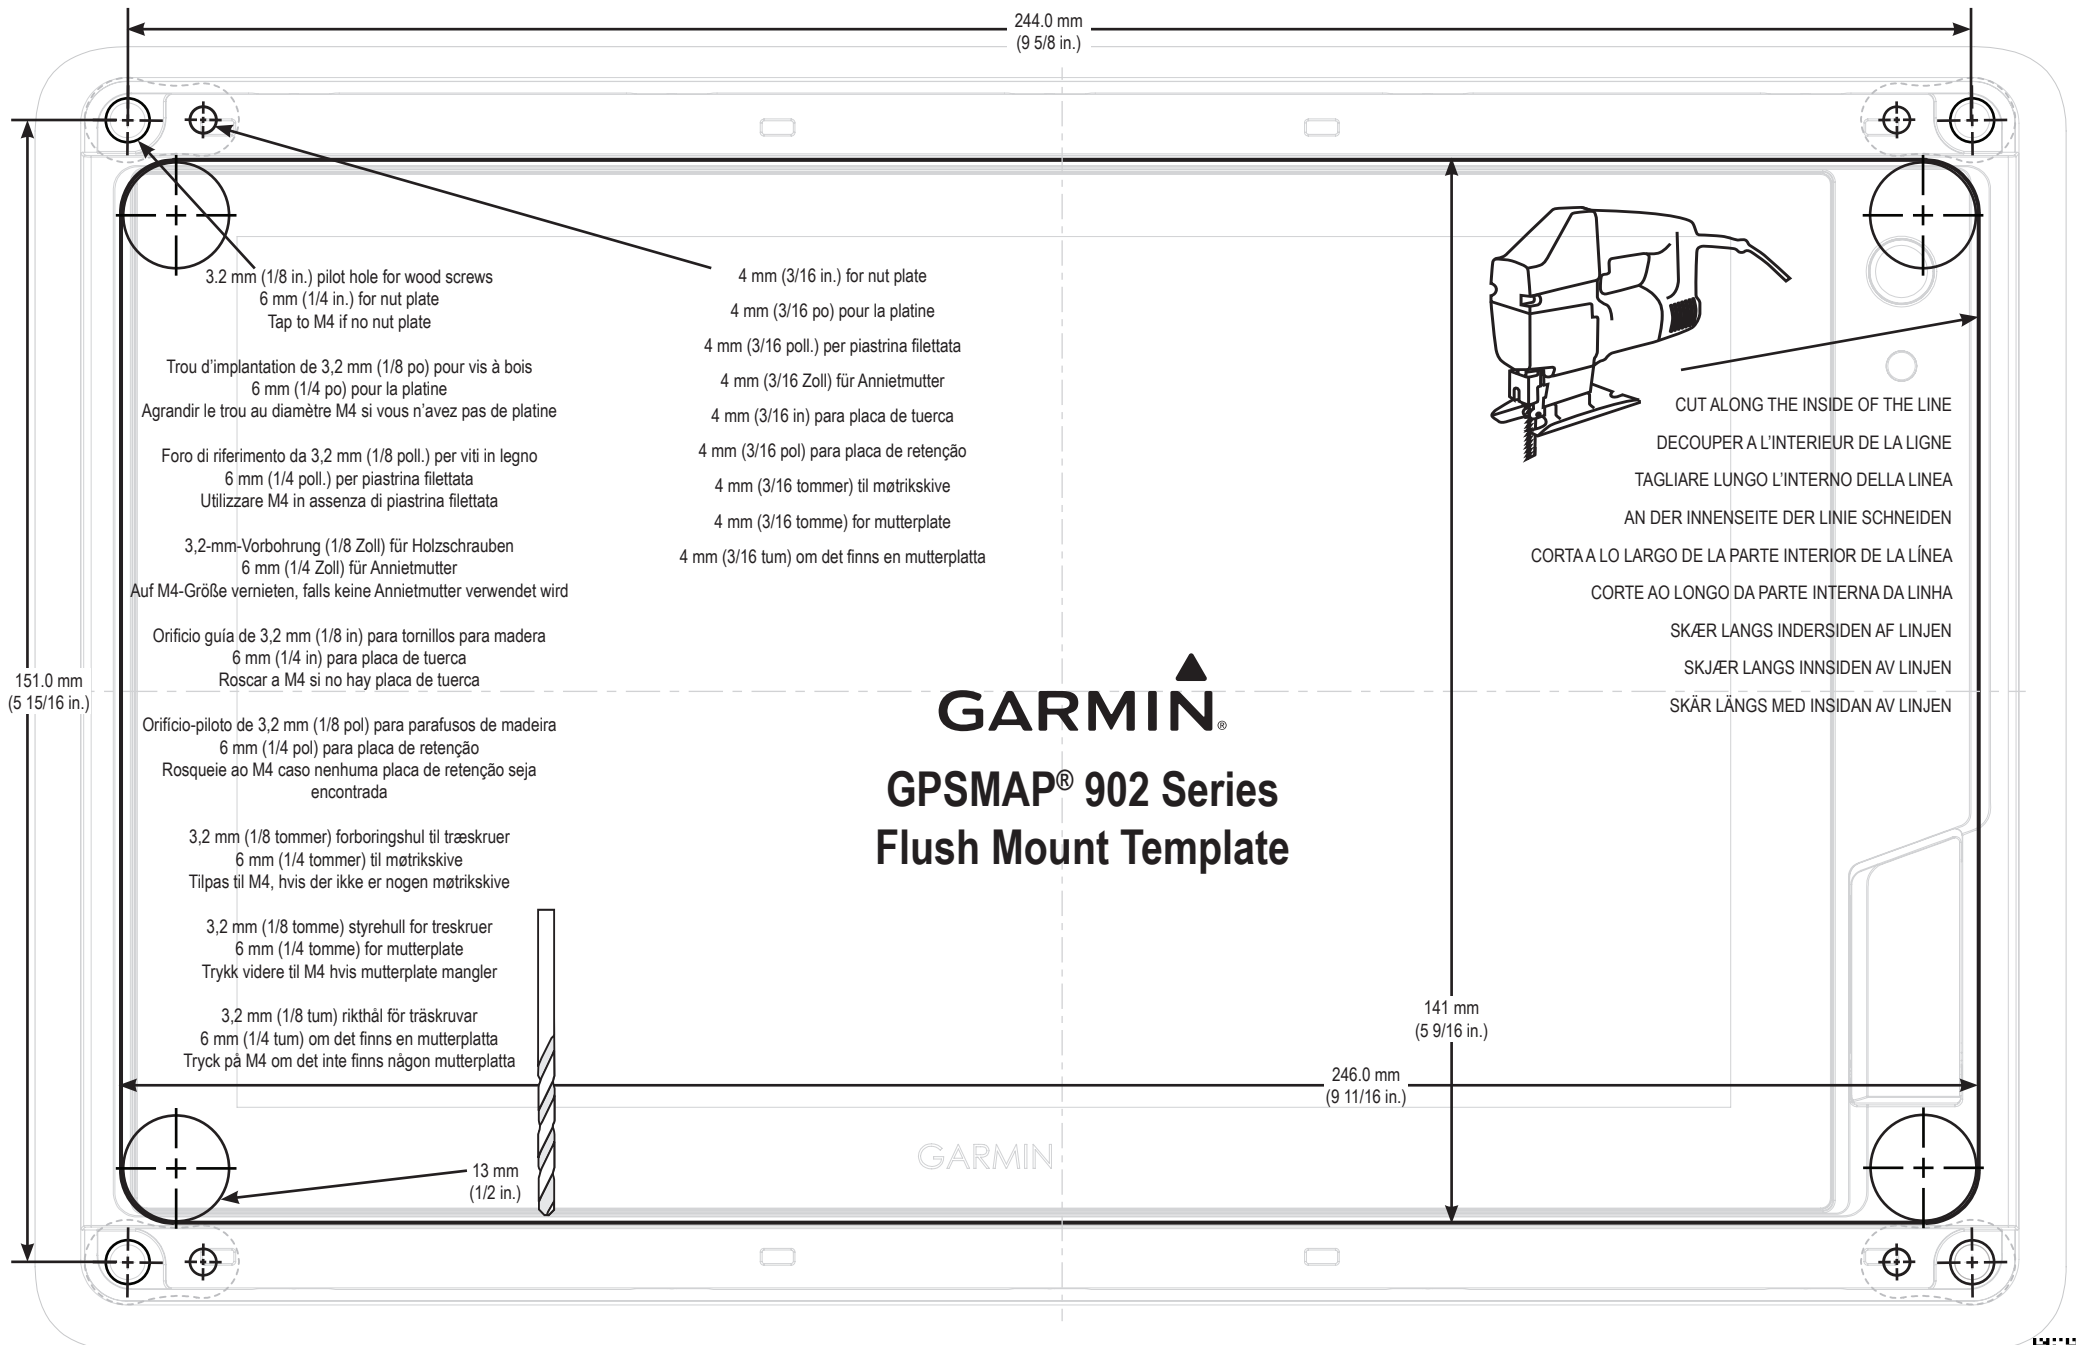 244.0 mm
(9 5/8 in.)
3.2 mm (1/8 in.) pilot hole for wood screws
6 mm (1/4 in.) for nut plate
Tap to M4 if no nut plate
Trou d’implantation de 3,2 mm (1/8 po) pour vis à bois
6 mm (1/4 po) pour la platine
Agrandir le trou au diamètre M4 si vous n’avez pas de platine
Foro di riferimento da 3,2 mm (1/8 poll.) per viti in legno
6 mm (1/4 poll.) per piastrina filettata
Utilizzare M4 in assenza di piastrina filettata
3,2-mm-Vorbohrung (1/8 Zoll) für Holzschrauben
6 mm (1/4 Zoll) für Annietmutter
Auf M4-Größe vernieten, falls keine Annietmutter verwendet wird
Orificio guía de 3,2 mm (1/8 in) para tornillos para madera
6 mm (1/4 in) para placa de tuerca
Roscar a M4 si no hay placa de tuerca
Orifício-piloto de 3,2 mm (1/8 pol) para parafusos de madeira
6 mm (1/4 pol) para placa de retenção
Rosqueie ao M4 caso nenhuma placa de retenção seja
encontrada
3,2 mm (1/8 tommer) forboringshul til træskruer
6 mm (1/4 tommer) til møtrikskive
Tilpas til M4, hvis der ikke er nogen møtrikskive
3,2 mm (1/8 tomme) styrehull for treskruer
6 mm (1/4 tomme) for mutterplate
Trykk videre til M4 hvis mutterplate mangler
3,2 mm (1/8 tum) rikthål för träskruvar
6 mm (1/4 tum) om det finns en mutterplatta
Tryck på M4 om det inte finns någon mutterplatta
4 mm (3/16 in.) for nut plate
4 mm (3/16 po) pour la platine
4 mm (3/16 poll.) per piastrina filettata
4 mm (3/16 Zoll) für Annietmutter
4 mm (3/16 in) para placa de tuerca
4 mm (3/16 pol) para placa de retenção
4 mm (3/16 tommer) til møtrikskive
4 mm (3/16 tomme) for mutterplate
4 mm (3/16 tum) om det finns en mutterplatta
CUT ALONG THE INSIDE OF THE LINE
DECOUPER A L’INTERIEUR DE LA LIGNE
TAGLIARE LUNGO L’INTERNO DELLA LINEA
AN DER INNENSEITE DER LINIE SCHNEIDEN
CORTA A LO LARGO DE LA PARTE INTERIOR DE LA LÍNEA
CORTE AO LONGO DA PARTE INTERNA DA LINHA
SKÆR LANGS INDERSIDEN AF LINJEN
SKJÆR LANGS INNSIDEN AV LINJEN
SKÄR LÄNGS MED INSIDAN AV LINJEN
151.0 mm
(5 15/16 in.)
GARMIN®
GPSMAP® 902 Series
Flush Mount Template
141 mm
(5 9/16 in.)
246.0 mm
(9 11/16 in.)
GARMIN
13 mm
(1/2 in.)